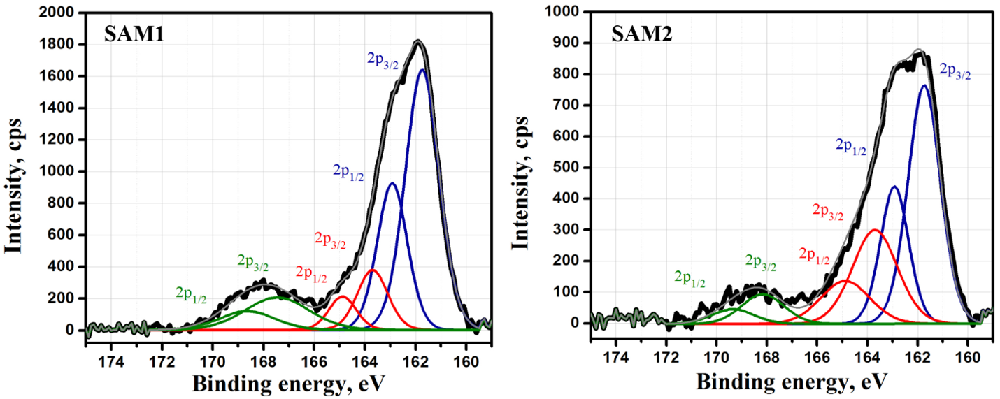 SAM1
Intensity, cps
2000
1800
1600
1400
1200
1000
800
600
400
200
0
2p3/2
2p1/2
2p3/2
2p1/2
2p3/2
2p1/2
174 172 170 168 166 164 162 160
Binding energy, eV
SAM2
Intensity, cps
1000
900
800
700
600
500
400
300
200
100
0
2p3/2
2p1/2
2p3/2
2p1/2
2p3/2
2p1/2
174 172 170 168 166 164 162 160
Binding energy, eV